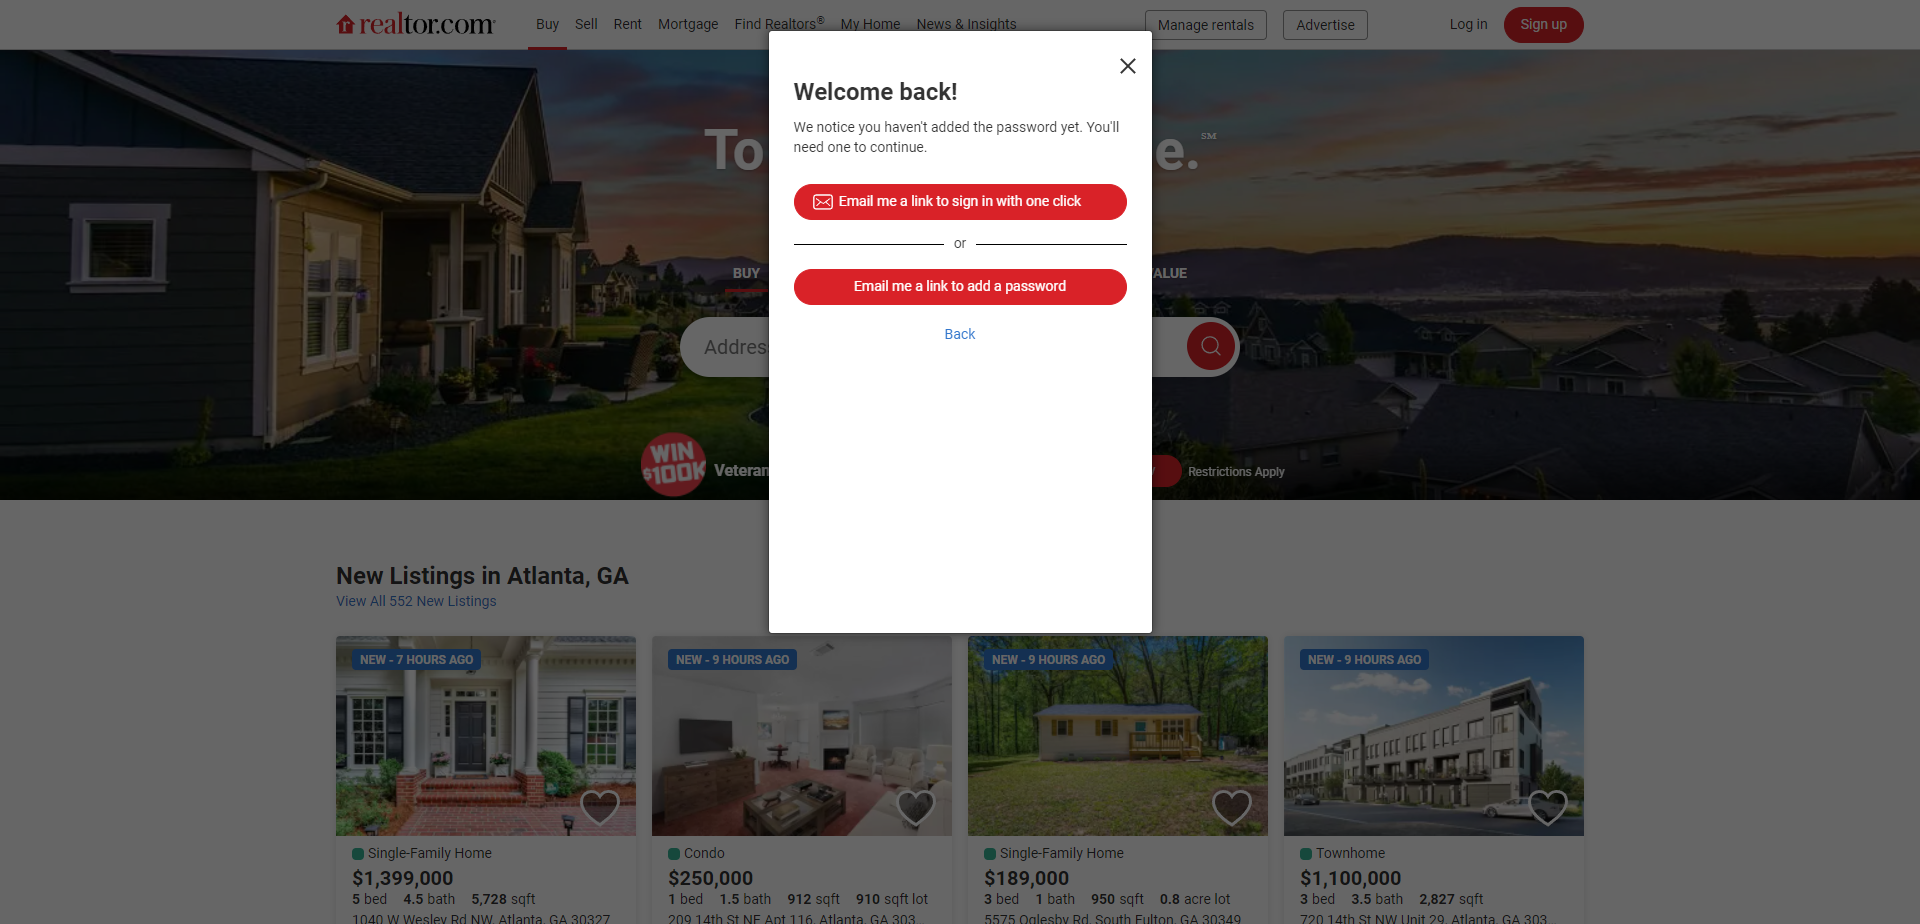 realtor.com®
Buy Sell Rent Mortgage Find Realtors® My Home News & Insights Manage rentals Advertise Log in Sign up
Welcome back!
We notice you haven't added the password yet. You'll
need one to continue.
Email me a link to sign in with one click
or
Email me a link to add a password
Back
To e.℠
BUY VALUE
Addres
WIN
$100K
Veteran Restrictions Apply
New Listings in Atlanta, GA
View All 552 New Listings
NEW - 7 HOURS AGO
Single-Family Home
$1,399,000
5 bed 4.5 bath 5,728 sqft
1040 W Wesley Rd NW, Atlanta, GA 30327
NEW - 9 HOURS AGO
Condo
$250,000
1 bed 1.5 bath 912 sqft 910 sqft lot
209 14th St NE Apt 116, Atlanta, GA 303...
NEW - 9 HOURS AGO
Single-Family Home
$189,000
3 bed 1 bath 950 sqft 0.8 acre lot
5575 Oglesby Rd, South Fulton, GA 30349
NEW - 9 HOURS AGO
Townhome
$1,100,000
3 bed 3.5 bath 2,827 sqft
720 14th St NW Unit 29, Atlanta, GA 303...